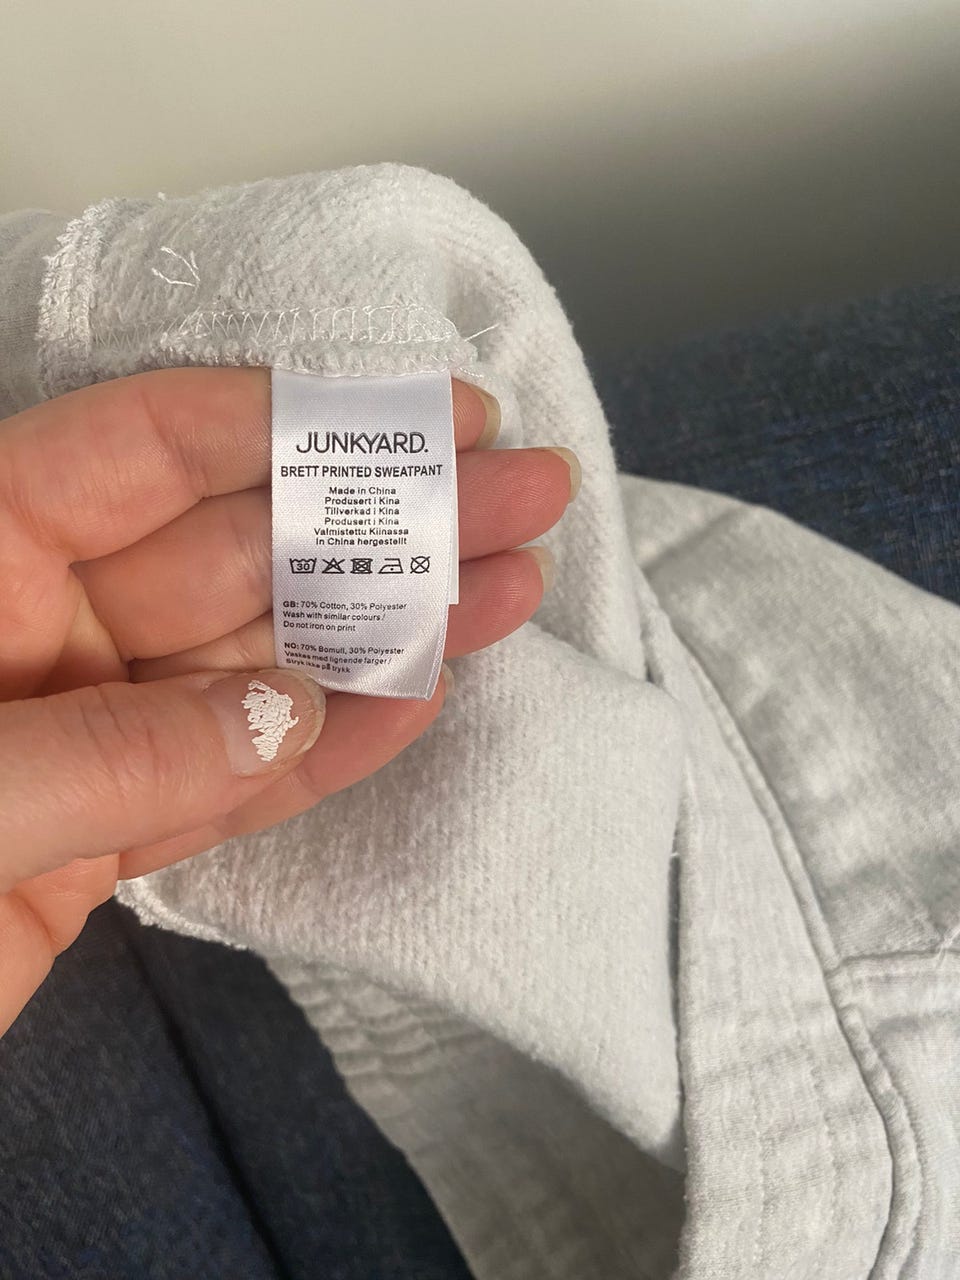 JUNKYARD.
BRETT PRINTED SWEATPANT
Made in China
Produsert i Kina
Tillverkad i Kina
Produsert i Kina
Valmistettu Kiinassa
In China hergestellt
30
GB: 70% Cotton, 30% Polyester
Wash with similar colours /
Do not iron on print
NO: 70% Bomull, 30% Polyester
Vaskes med lignende farger /
Stryk ikke på trykk